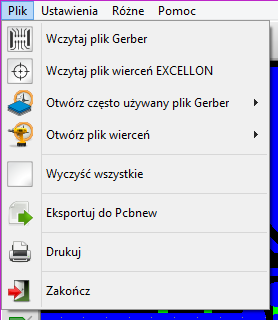 Plik Ustawienia Różne Pomoc
Wczytaj plik Gerber
Wczytaj plik wierceń EXCELLON
Otwórz często używany plik Gerber
Otwórz plik wierceń
Wyczyść wszystkie
Eksportuj do Pcbnew
Drukuj
Zakończ